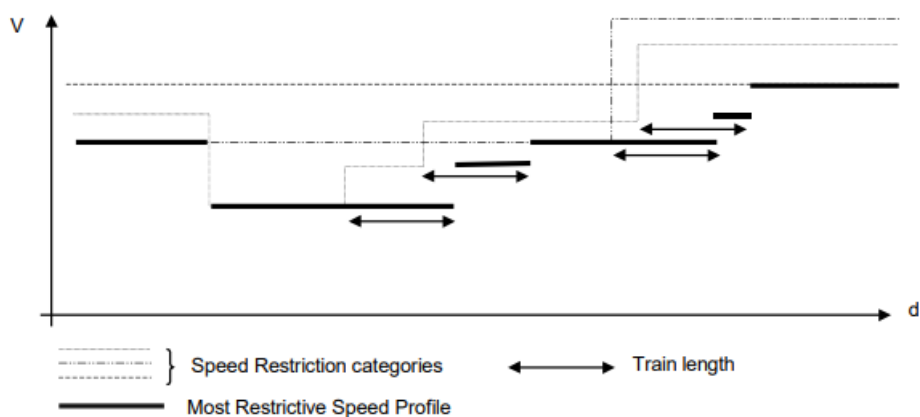 V
d
Speed Restriction categories
Train length
Most Restrictive Speed Profile